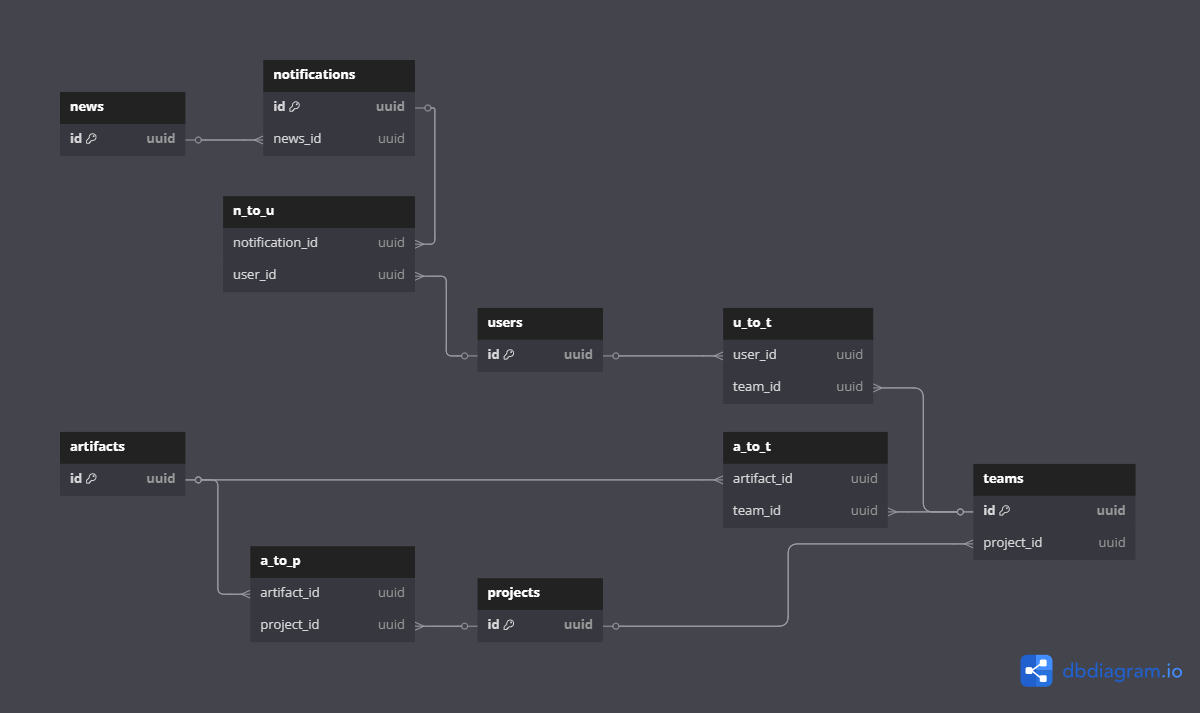 notifications
id uuid
news_id uuid
news
id uuid
n_to_u
notification_id uuid
user_id uuid
users
id uuid
u_to_t
user_id uuid
team_id uuid
artifacts
id uuid
a_to_t
artifact_id uuid
team_id uuid
teams
id uuid
project_id uuid
a_to_p
artifact_id uuid
project_id uuid
projects
id uuid
dbdiagram.io